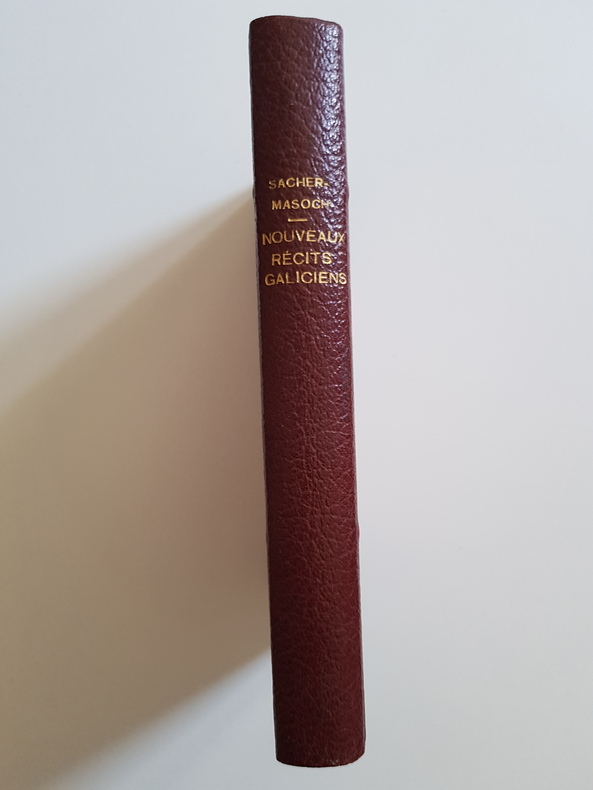 SACHER-
MASOCH
NOUVEAUX
RÉCITS
GALICIENS